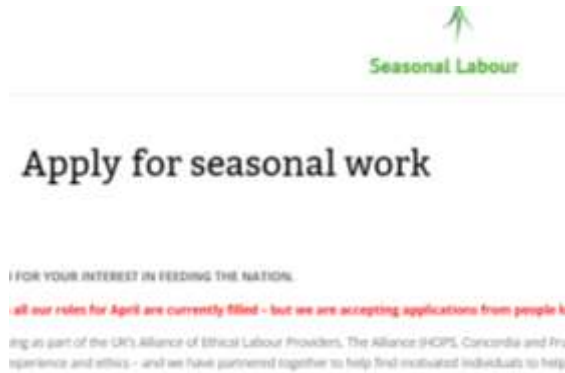 Seasonal Labour
Apply for seasonal work
FOR YOUR INTEREST IN FEEDING THE NATION.
all our roles for April are currently filled – but we are accepting applications from people
ing as part of the UK's Alliance of Ethical Labour Providers. The Alliance (HOPS, Concordia and
experience and ethics – and we have partnered together to help find motivated individuals to help